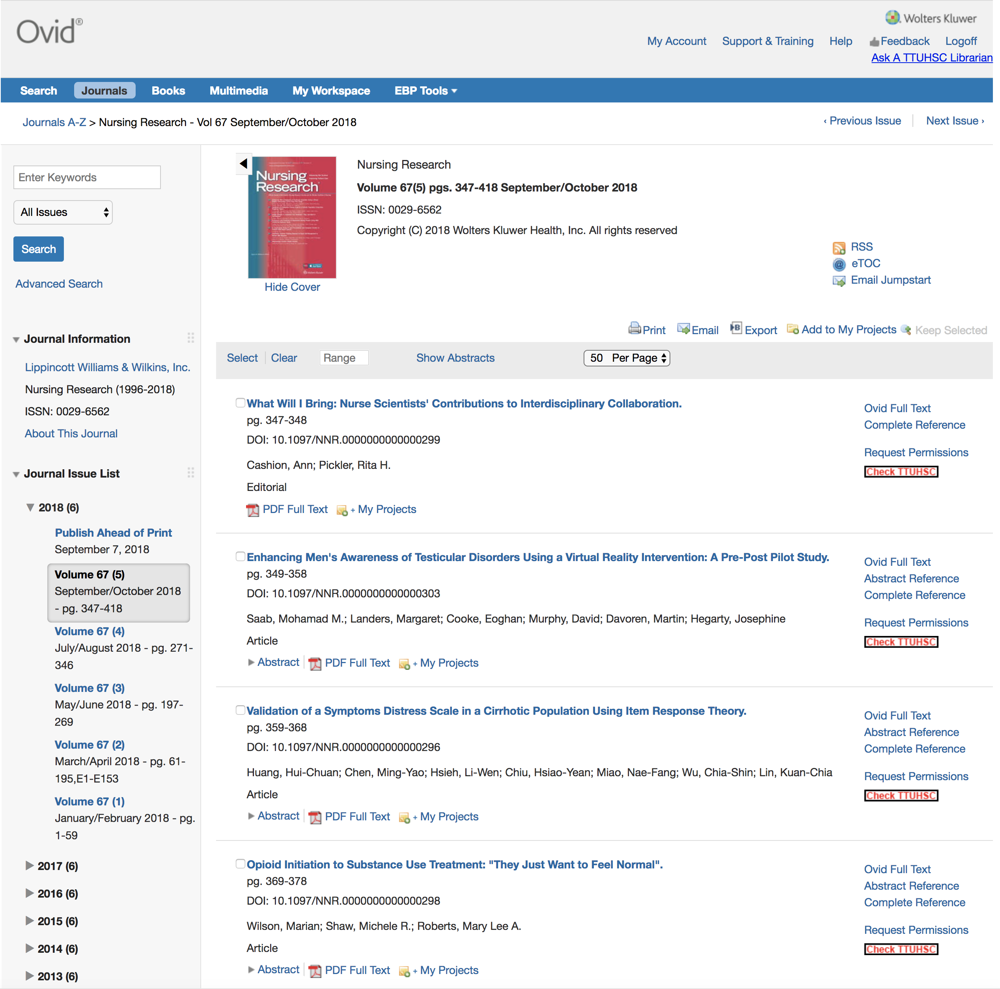 Ovid®
Wolters Kluwer
My Account Support & Training Help Feedback Logoff
Ask A TTUHSC Librarian
Search Journals Books Multimedia My Workspace EBP Tools
Journals A-Z > Nursing Research - Vol 67 September/October 2018
‹ Previous Issue Next Issue ›
Enter Keywords
All Issues
Search
Advanced Search
Journal Information
Lippincott Williams & Wilkins, Inc.
Nursing Research (1996-2018)
ISSN: 0029-6562
About This Journal
Journal Issue List
2018 (6)
Publish Ahead of Print
September 7, 2018
Volume 67 (5)
September/October 2018
- pg. 347-418
Volume 67 (4)
July/August 2018 - pg. 271-
346
Volume 67 (3)
May/June 2018 - pg. 197-
269
Volume 67 (2)
March/April 2018 - pg. 61-
195,E1-E153
Volume 67 (1)
January/February 2018 - pg.
1-59
2017 (6)
2016 (6)
2015 (6)
2014 (6)
2013 (6)
Nursing
Research
Hide Cover
Nursing Research
Volume 67(5) pgs. 347-418 September/October 2018
ISSN: 0029-6562
Copyright (C) 2018 Wolters Kluwer Health, Inc. All rights reserved
RSS
eTOC
Email Jumpstart
Print Email Export Add to My Projects Keep Selected
Select Clear Range Show Abstracts 50 Per Page
What Will I Bring: Nurse Scientists' Contributions to Interdisciplinary Collaboration.
pg. 347-348
DOI: 10.1097/NNR.0000000000000299
Cashion, Ann; Pickler, Rita H.
Editorial
PDF Full Text + My Projects
Ovid Full Text
Complete Reference
Request Permissions
Check TTUHSC
Enhancing Men's Awareness of Testicular Disorders Using a Virtual Reality Intervention: A Pre-Post Pilot Study.
pg. 349-358
DOI: 10.1097/NNR.0000000000000303
Saab, Mohamad M.; Landers, Margaret; Cooke, Eoghan; Murphy, David; Davoren, Martin; Hegarty, Josephine
Article
Abstract PDF Full Text + My Projects
Ovid Full Text
Abstract Reference
Complete Reference
Request Permissions
Check TTUHSC
Validation of a Symptoms Distress Scale in a Cirrhotic Population Using Item Response Theory.
pg. 359-368
DOI: 10.1097/NNR.0000000000000296
Huang, Hui-Chuan; Chen, Ming-Yao; Hsieh, Li-Wen; Chiu, Hsiao-Yean; Miao, Nae-Fang; Wu, Chia-Shin; Lin, Kuan-Chia
Article
Abstract PDF Full Text + My Projects
Ovid Full Text
Abstract Reference
Complete Reference
Request Permissions
Check TTUHSC
Opioid Initiation to Substance Use Treatment: "They Just Want to Feel Normal".
pg. 369-378
DOI: 10.1097/NNR.0000000000000298
Wilson, Marian; Shaw, Michele R.; Roberts, Mary Lee A.
Article
Abstract PDF Full Text + My Projects
Ovid Full Text
Abstract Reference
Complete Reference
Request Permissions
Check TTUHSC